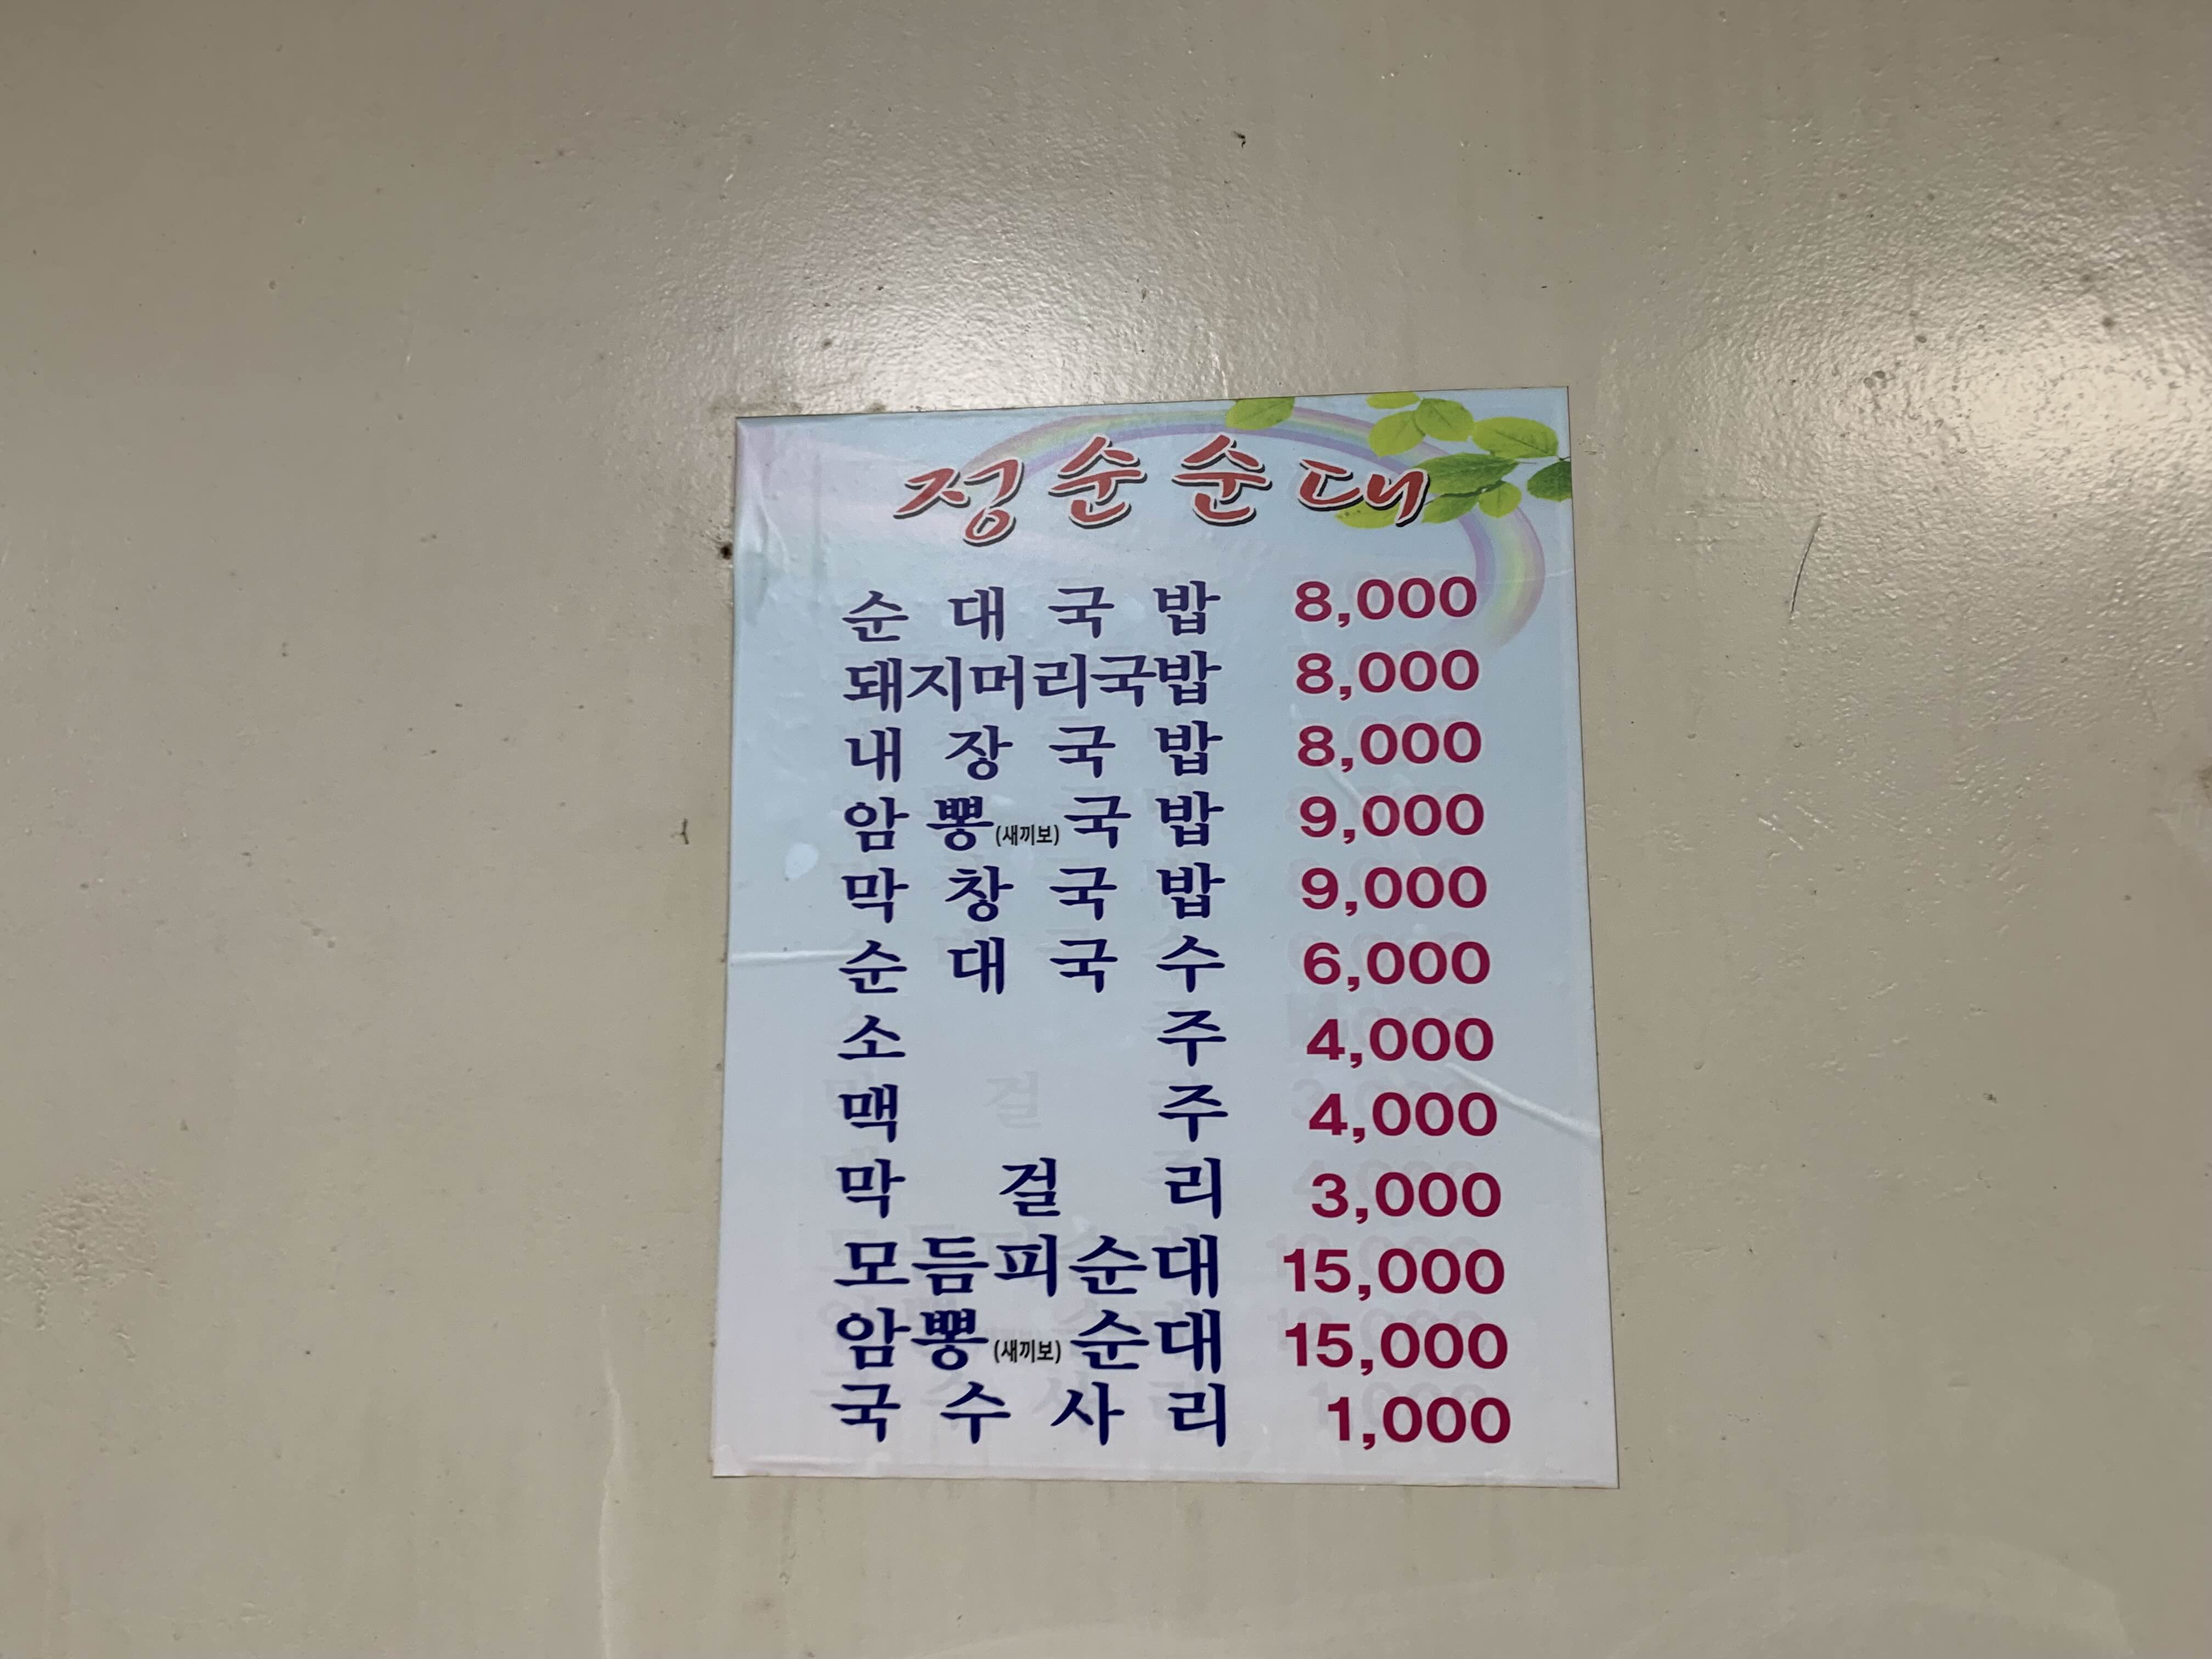 정순순대
순대국밥 8,000
돼지머리국밥 8,000
내장국밥 8,000
암뽕(새끼보)국밥 9,000
막창국밥 9,000
순대국수 6,000
소주 4,000
맥주 4,000
막걸리 3,000
모듬피순대 15,000
암뽕(새끼보)순대 15,000
국수사리 1,000